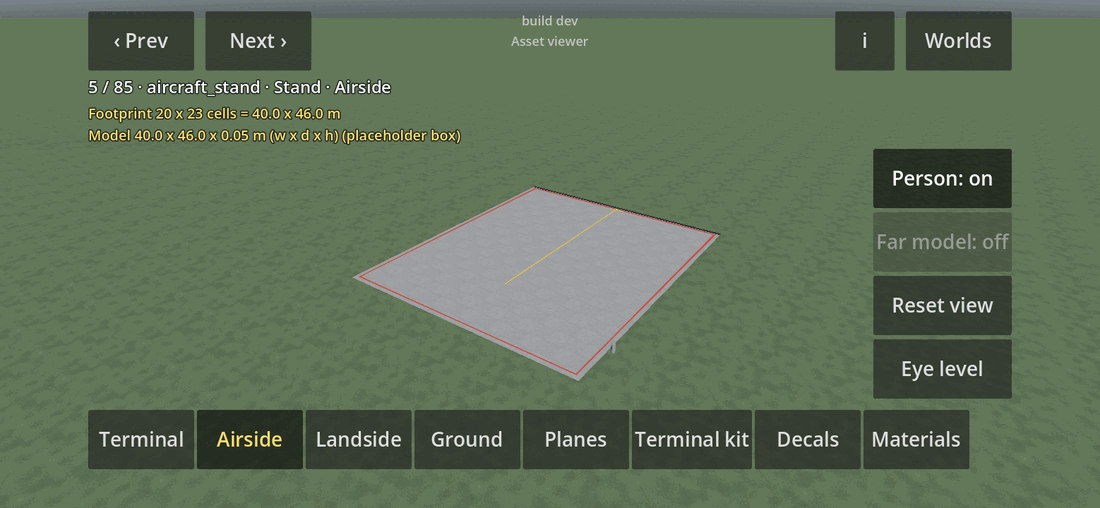 ‹ Prev
Next ›
build dev
Asset viewer
i
Worlds
5 / 85 · aircraft_stand · Stand · Airside
Footprint 20 x 23 cells = 40.0 x 46.0 m
Model 40.0 x 46.0 x 0.05 m (w x d x h) (placeholder box)
Person: on
Far model: off
Reset view
Eye level
Terminal
Airside
Landside
Ground
Planes
Terminal kit
Decals
Materials